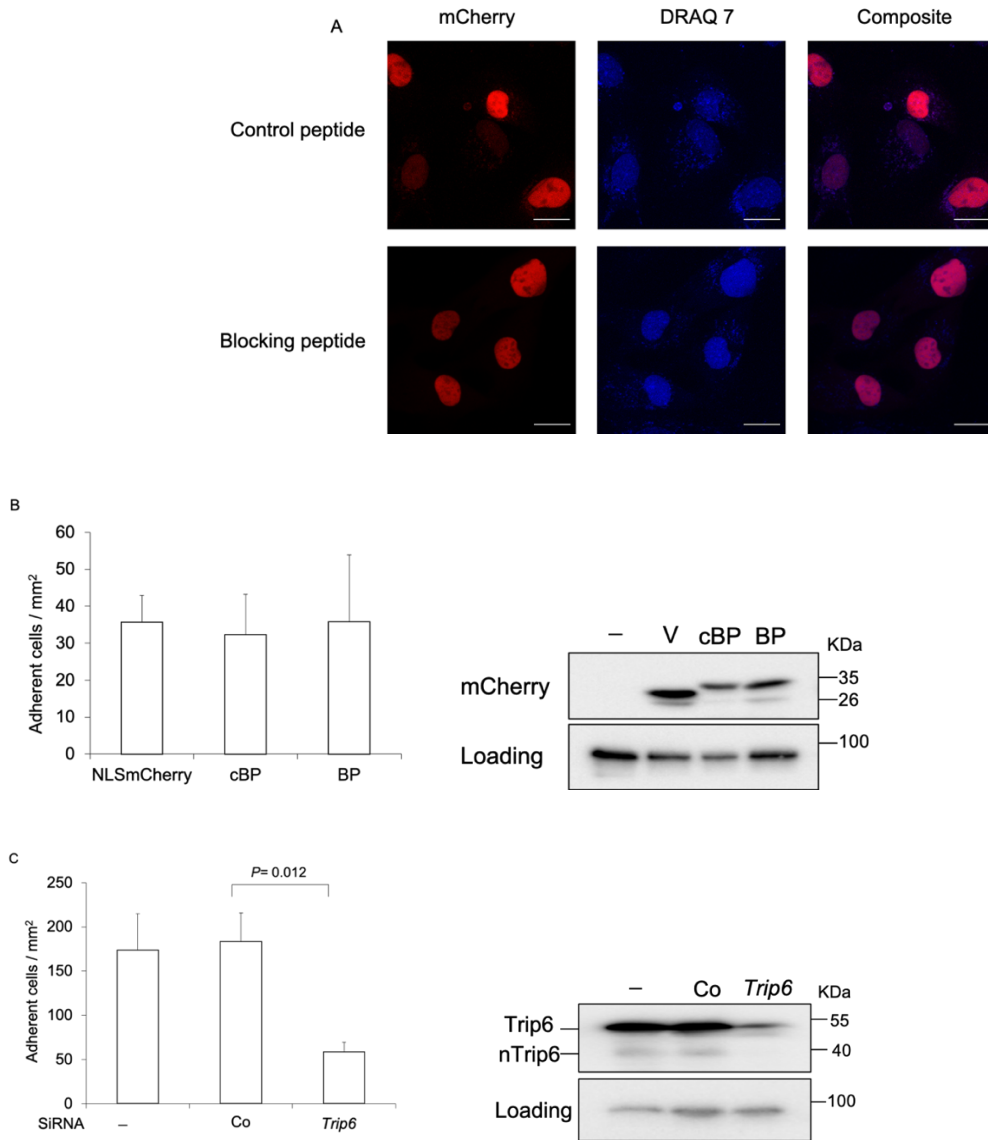 A
mCherry
DRAQ 7
Composite
Control peptide
Blocking peptide
B
60
50
40
30
20
10
0
Adherent cells / mm²
NLSmCherry cBP BP
– V cBP BP KDa
mCherry
35
26
Loading
100
C
P= 0.012
250
200
150
100
50
0
Adherent cells / mm²
SiRNA – Co Trip6
– Co Trip6 KDa
Trip6
55
nTrip6
40
Loading
100